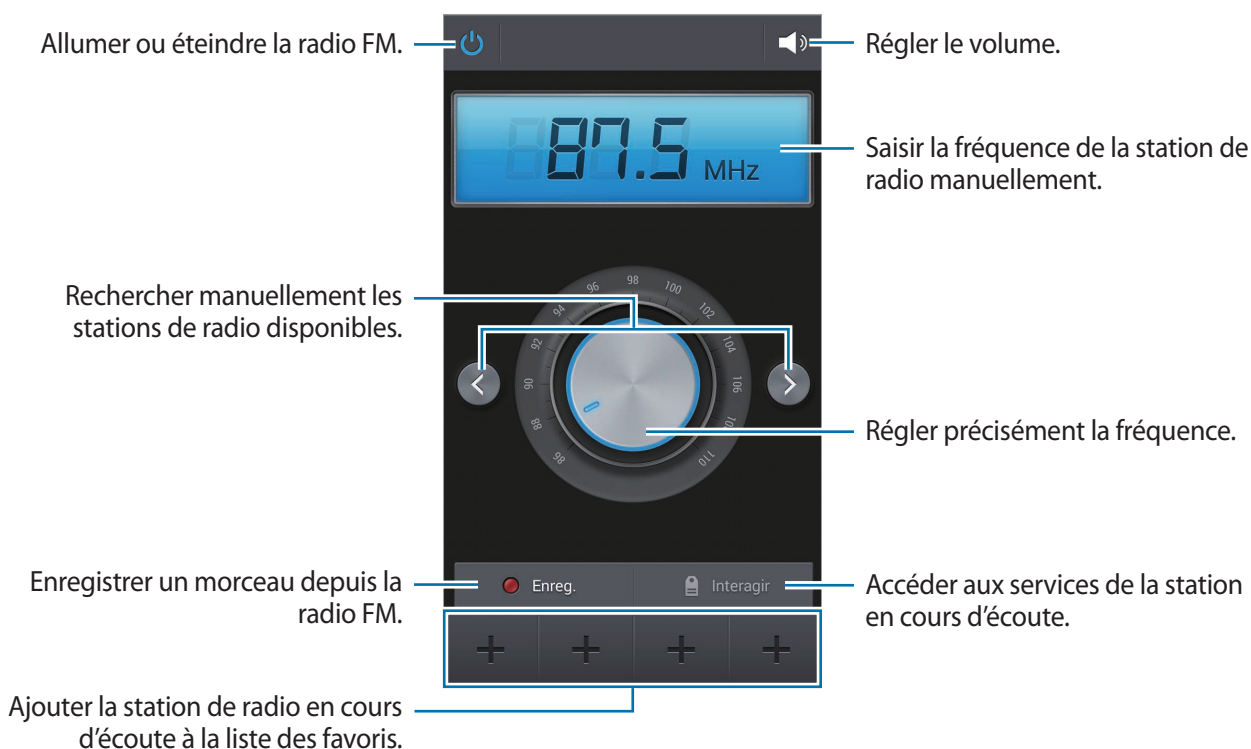 Allumer ou éteindre la radio FM.
Régler le volume.
87.5 MHz
Saisir la fréquence de la station de
radio manuellement.
Rechercher manuellement les
stations de radio disponibles.
86
88
90
92
94
96
98
100
102
104
106
110
Régler précisément la fréquence.
Enregistrer un morceau depuis la
radio FM.
Enreg.
Interagir
Accéder aux services de la station
en cours d'écoute.
Ajouter la station de radio en cours
d'écoute à la liste des favoris.